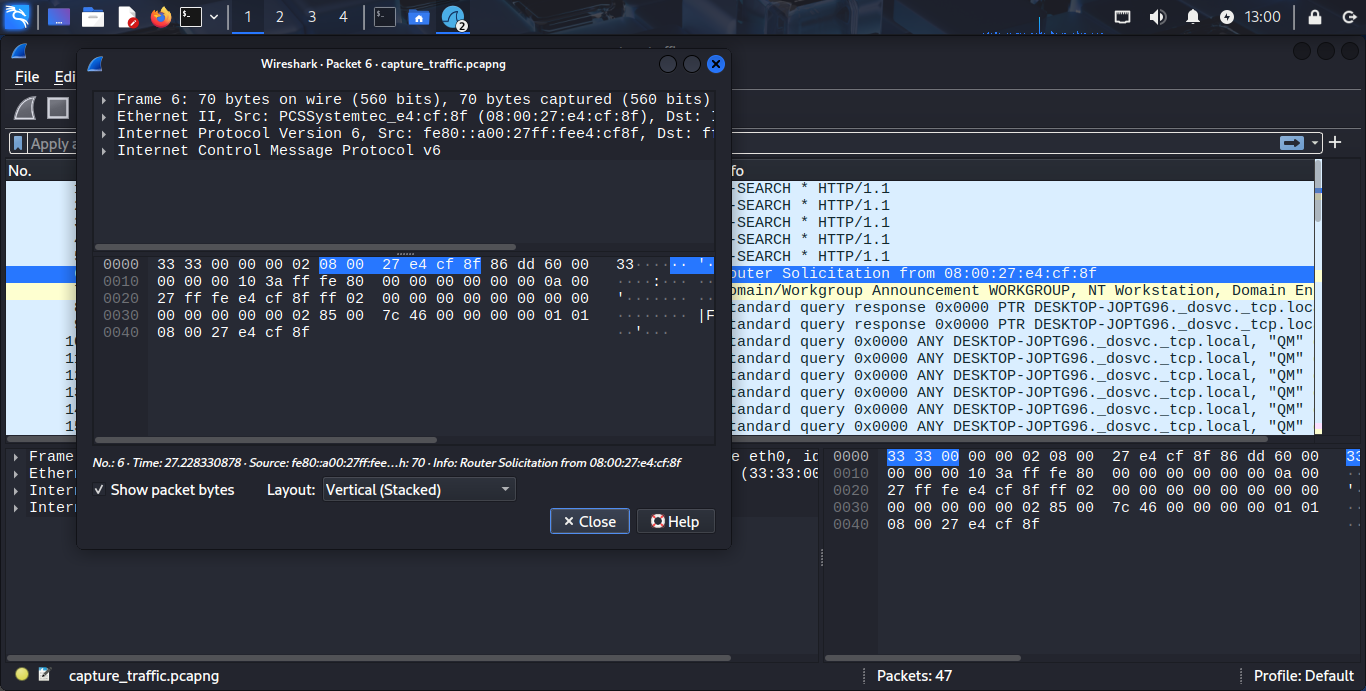 1 2 3 4 2 13:00
Wireshark · Packet 6 · capture_traffic.pcapng
File Edi
Frame 6: 70 bytes on wire (560 bits), 70 bytes captured (560 bits)
Ethernet II, Src: PCSSystemtec_e4:cf:8f (08:00:27:e4:cf:8f), Dst:
Internet Protocol Version 6, Src: fe80::a00:27ff:fee4:cf8f, Dst: ff
Internet Control Message Protocol v6
Apply a
No.
fo
-SEARCH * HTTP/1.1
-SEARCH * HTTP/1.1
-SEARCH * HTTP/1.1
-SEARCH * HTTP/1.1
-SEARCH * HTTP/1.1
outer Solicitation from 08:00:27:e4:cf:8f
omain/Workgroup Announcement WORKGROUP, NT Workstation, Domain En
tandard query response 0x0000 PTR DESKTOP-JOPTG96._dosvc._tcp.loc
tandard query response 0x0000 PTR DESKTOP-JOPTG96._dosvc._tcp.loc
10 tandard query 0x0000 ANY DESKTOP-JOPTG96._dosvc._tcp.local, "QM"
11 tandard query 0x0000 ANY DESKTOP-JOPTG96._dosvc._tcp.local, "QM"
12 tandard query 0x0000 ANY DESKTOP-JOPTG96._dosvc._tcp.local, "QM"
13 tandard query 0x0000 ANY DESKTOP-JOPTG96._dosvc._tcp.local, "QM"
14 tandard query 0x0000 ANY DESKTOP-JOPTG96._dosvc._tcp.local, "QM"
15 tandard query 0x0000 ANY DESKTOP-JOPTG96._dosvc._tcp.local, "QM"
0000 33 33 00 00 00 02 08 00 27 e4 cf 8f 86 dd 60 00 33·········'·
0010 00 00 00 10 3a ff fe 80 00 00 00 00 00 00 0a 00 ····:··· ··
0020 27 ff fe e4 cf 8f ff 02 00 00 00 00 00 00 00 00 '······· ··
0030 00 00 00 00 00 02 85 00 7c 46 00 00 00 00 01 01 ········ |F
0040 08 00 27 e4 cf 8f ··'···
No.: 6 · Time: 27.228330878 · Source: fe80::a00:27ff:fee...h: 70 · Info: Router Solicitation from 08:00:27:e4:cf:8f
Show packet bytes Layout: Vertical (Stacked)
Close Help
Frame
Ether
Inter
Inter
e eth0, id
(33:33:00
0000 33 33 00 00 00 02 08 00 27 e4 cf 8f 86 dd 60 00 33
0010 00 00 00 10 3a ff fe 80 00 00 00 00 00 00 0a 00 ··
0020 27 ff fe e4 cf 8f ff 02 00 00 00 00 00 00 00 00 '·
0030 00 00 00 00 00 02 85 00 7c 46 00 00 00 00 01 01 ··
0040 08 00 27 e4 cf 8f ··
capture_traffic.pcapng Packets: 47 Profile: Default